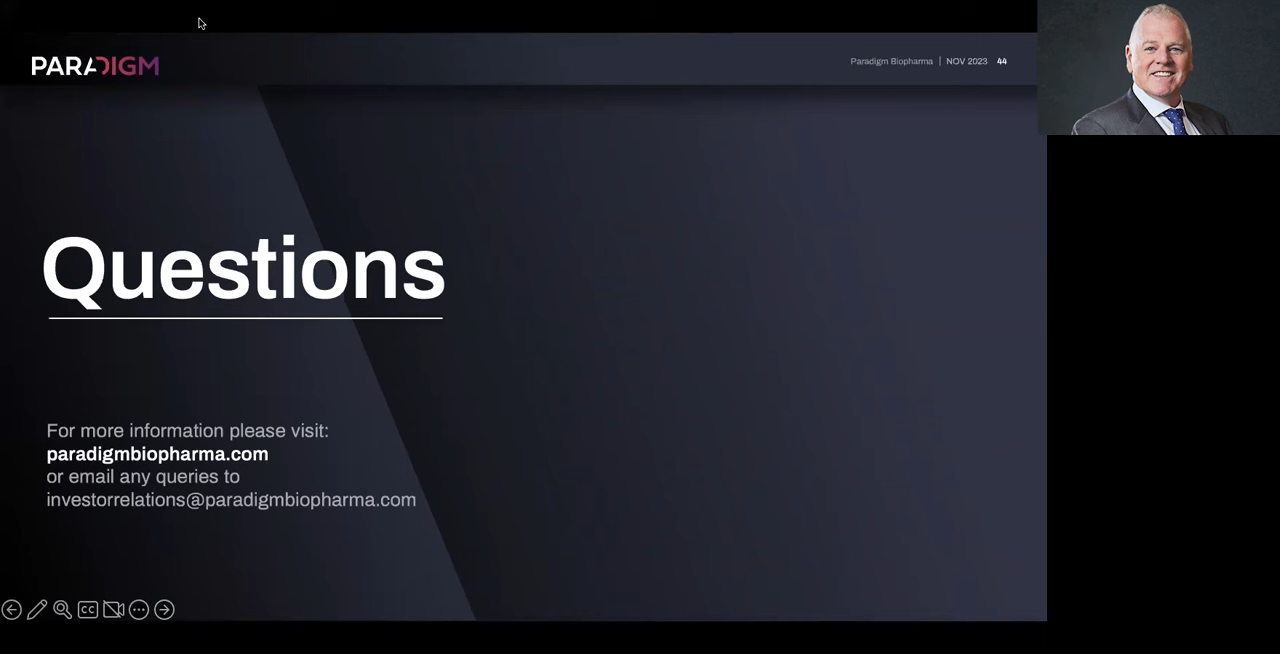 PARADIGM
Paradigm Biopharma | NOV 2023 44
Questions
For more information please visit:
paradigmbiopharma.com
or email any queries to
investorrelations@paradigmbiopharma.com
CC